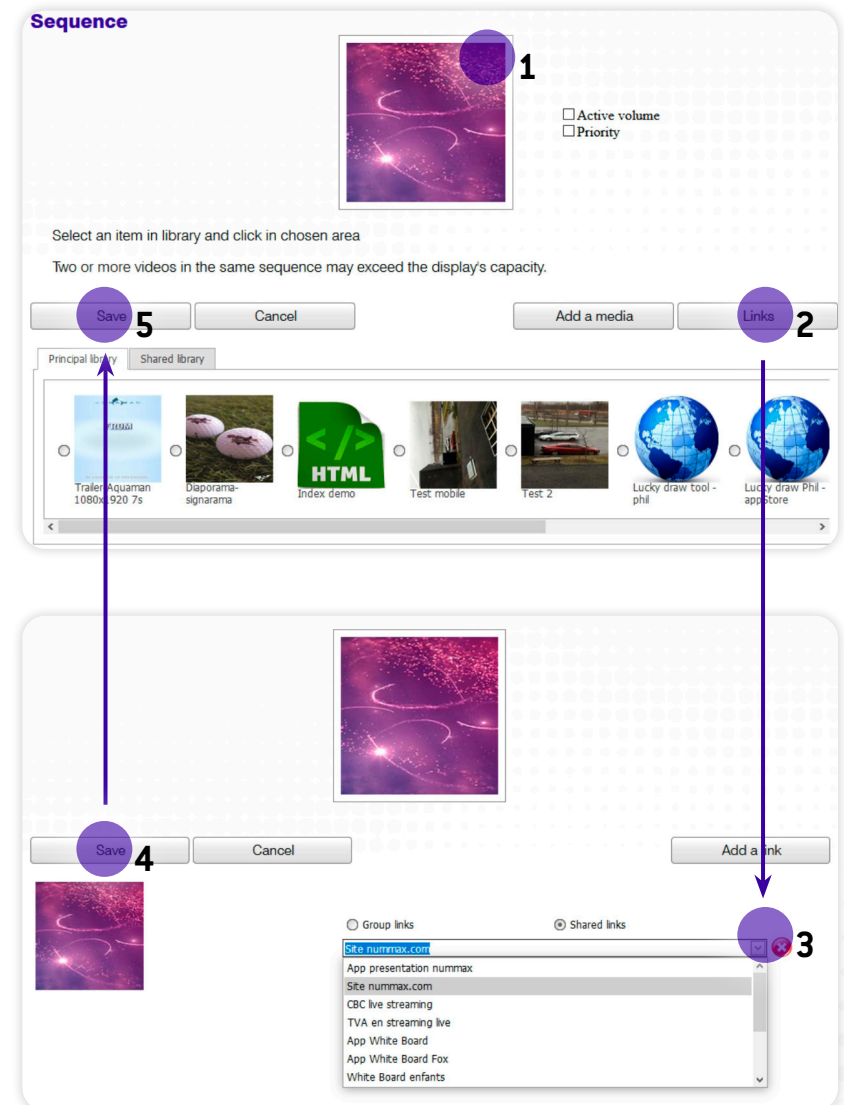 Sequence
1
Active volume
Priority
Select an item in library and click in chosen area
Two or more videos in the same sequence may exceed the display's capacity.
Save 5 Cancel Add a media Links 2
Principal library Shared library
FROM
HTML
Trailer Aquaman
1080x1920 7s
Diaporama-
signarama
Index demo
Test mobile
Test 2
Lucky draw tool -
phil
Lucky draw Phil -
appStore
Save 4 Cancel Add a link
Group links Shared links
Site nummax.com 3
App presentation nummax
Site nummax.com
CBC live streaming
TVA en streaming live
App White Board
App White Board Fox
White Board enfants